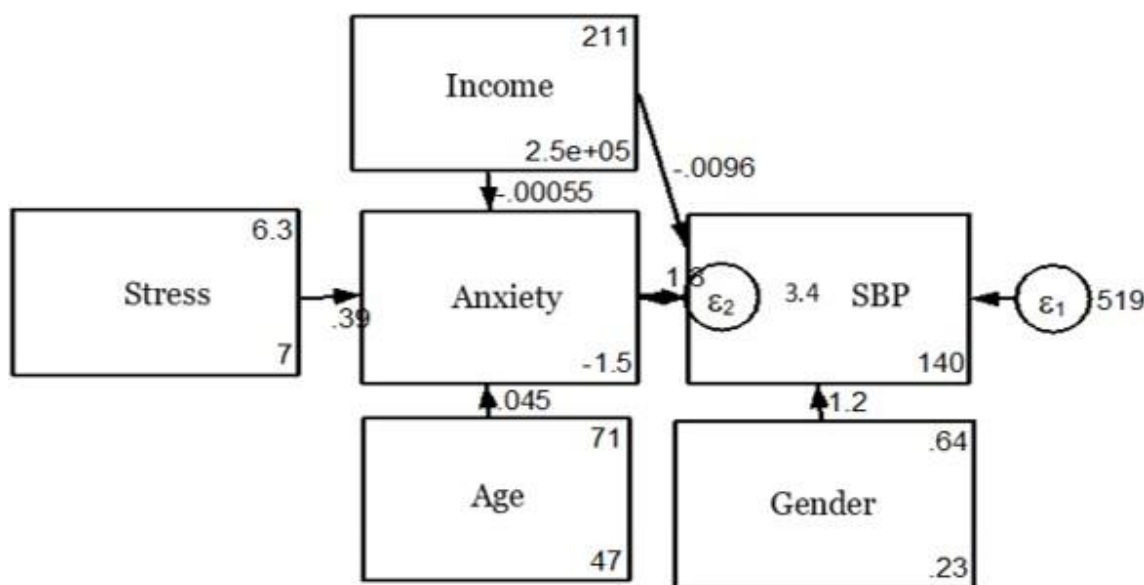 211
Income
2.5e+05
-.0096
-.00055
6.3
Stress
7
.39
Anxiety
-1.5
ε2
3.4
SBP
140
ε1
519
.045
71
Age
47
1.2
.64
Gender
.23